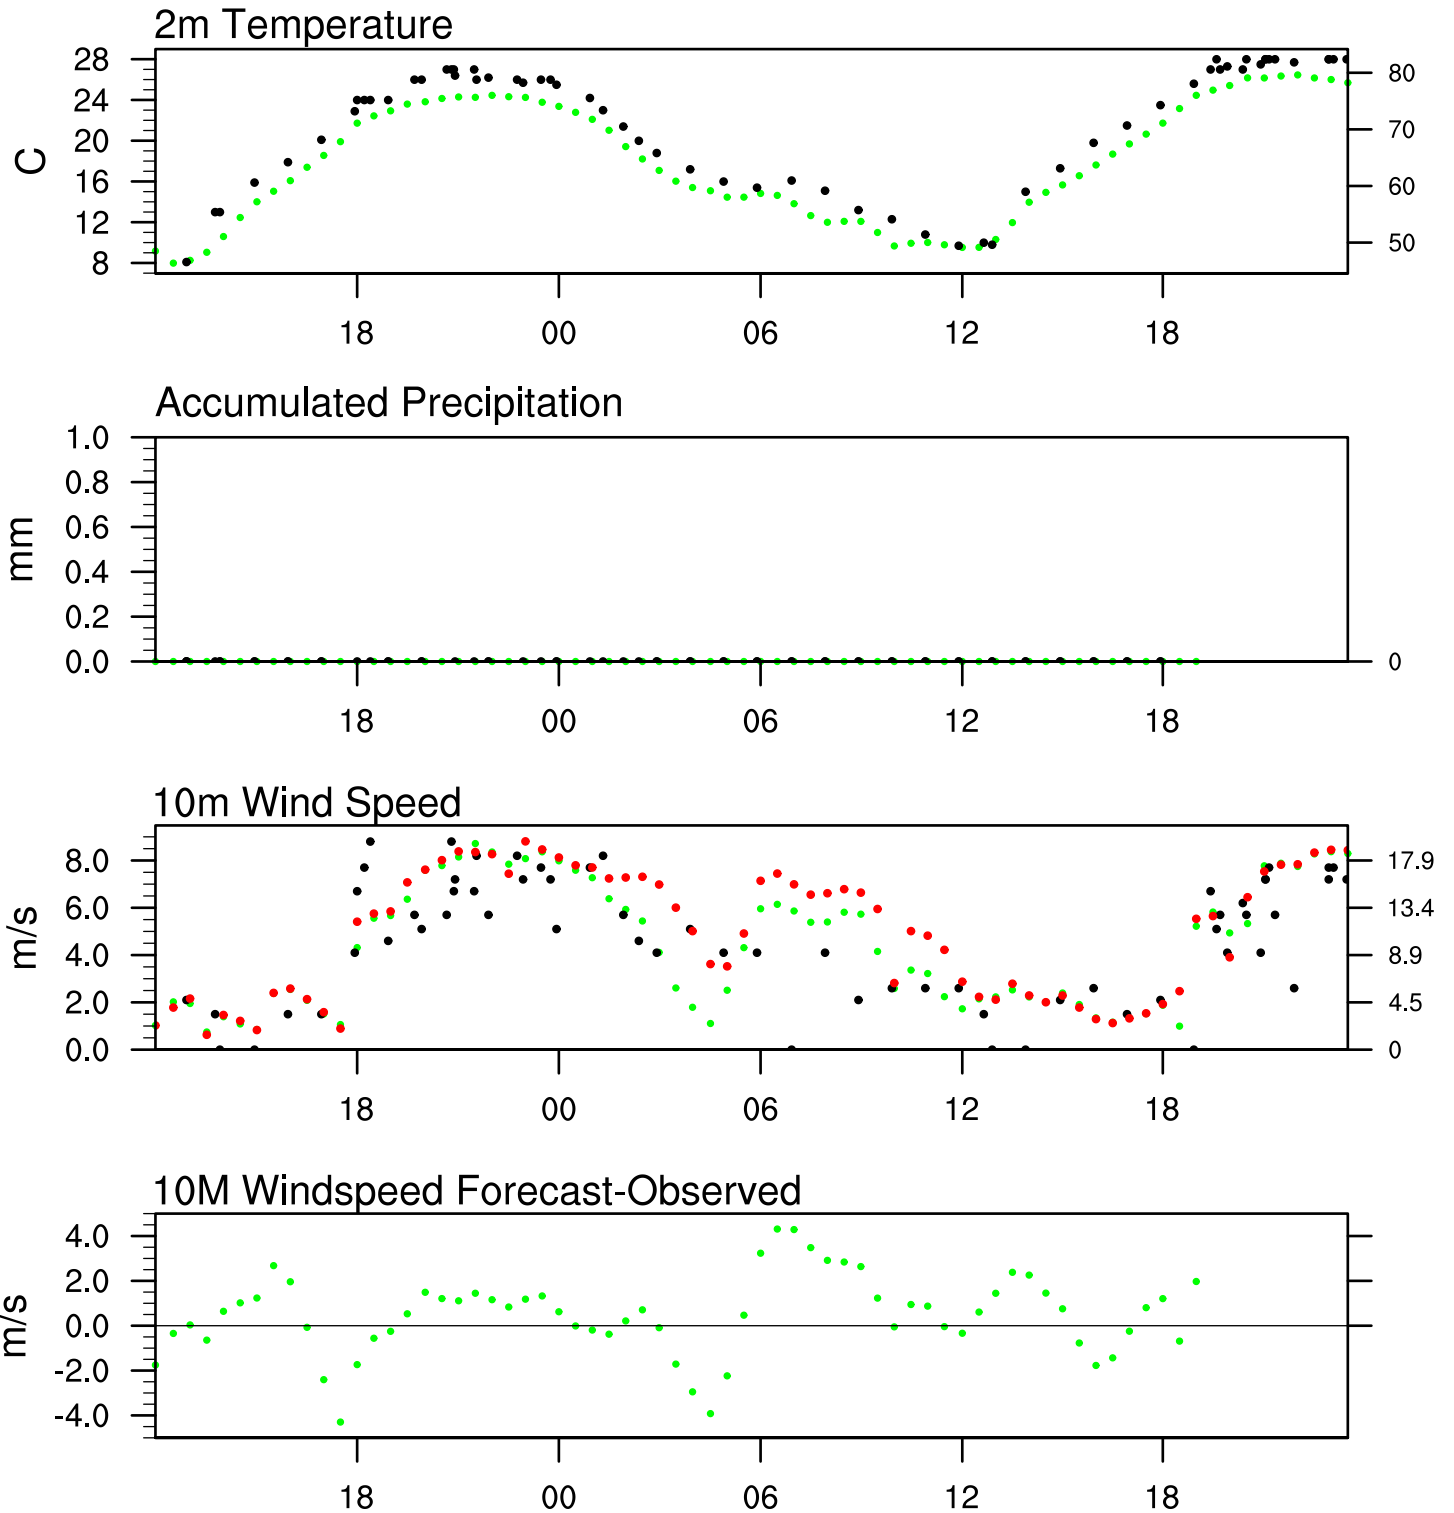 2m Temperature
28
24
20
16
12
8
C
80
70
60
50
18 00 06 12 18
Accumulated Precipitation
1.0
0.8
0.6
0.4
0.2
0.0
mm
0
18 00 06 12 18
10m Wind Speed
8.0
6.0
4.0
2.0
0.0
m/s
17.9
13.4
8.9
4.5
0
18 00 06 12 18
10M Windspeed Forecast-Observed
4.0
2.0
0.0
-2.0
-4.0
m/s
18 00 06 12 18